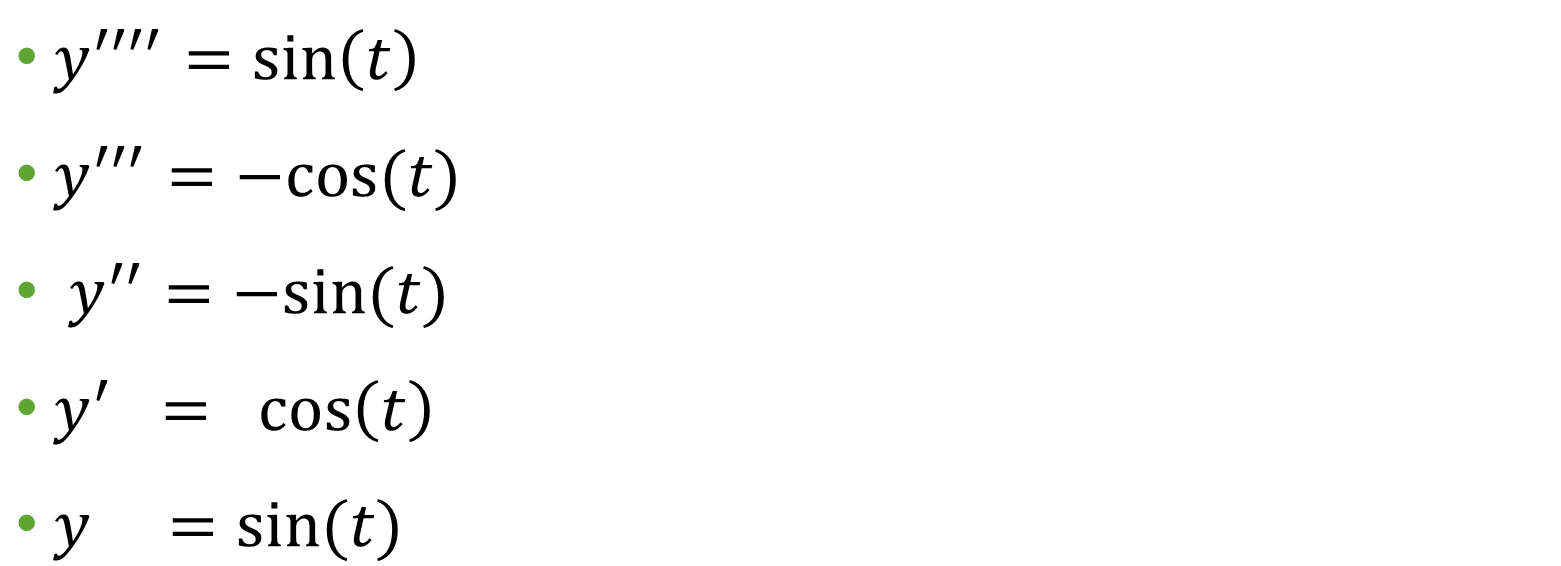 • y′′′′ = sin(t)
• y′′′ = −cos(t)
• y′′ = −sin(t)
• y′ = cos(t)
• y = sin(t)